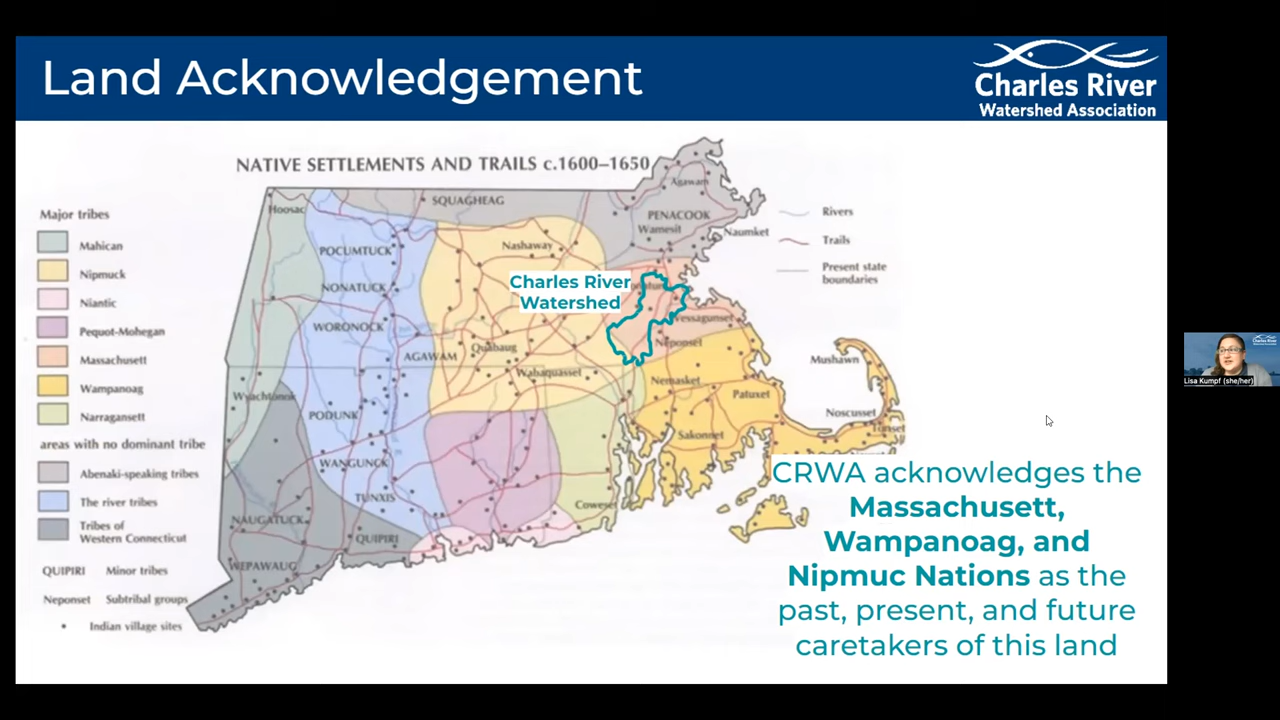 Land Acknowledgement
Charles River
Watershed Association
NATIVE SETTLEMENTS AND TRAILS c.1600–1650
Major tribes
Mahican
Nipmuck
Niantic
Pequot-Mohegan
Massachusett
Wampanoag
Narragansett
areas with no dominant tribe
Abenaki-speaking tribes
The river tribes
Tribes of
Western Connecticut
QUIPIRI Minor tribes
Neponset Subtribal groups
Indian village sites
Rivers
Trails
Present state
boundaries
Hoosac
SQUAGHEAG
Agawam
PENACOOK
Wamesit
Naumket
POCUMTUCK
Nashaway
NONATUCK
Charles River
Watershed
WORONOCK
Neponset
AGAWAM
Quabaug
Wabaquasset
Nemasket
Mushawn
Wyachtonok
PODUNK
Patuxet
Noscusset
Sakonnet
WANGUNCK
TUNXIS
Coweset
NAUGATUCK
QUIPIRI
WEPAWAUG
CRWA acknowledges the
Massachusett,
Wampanoag, and
Nipmuc Nations as the
past, present, and future
caretakers of this land
Lisa Kumpf (she/her)